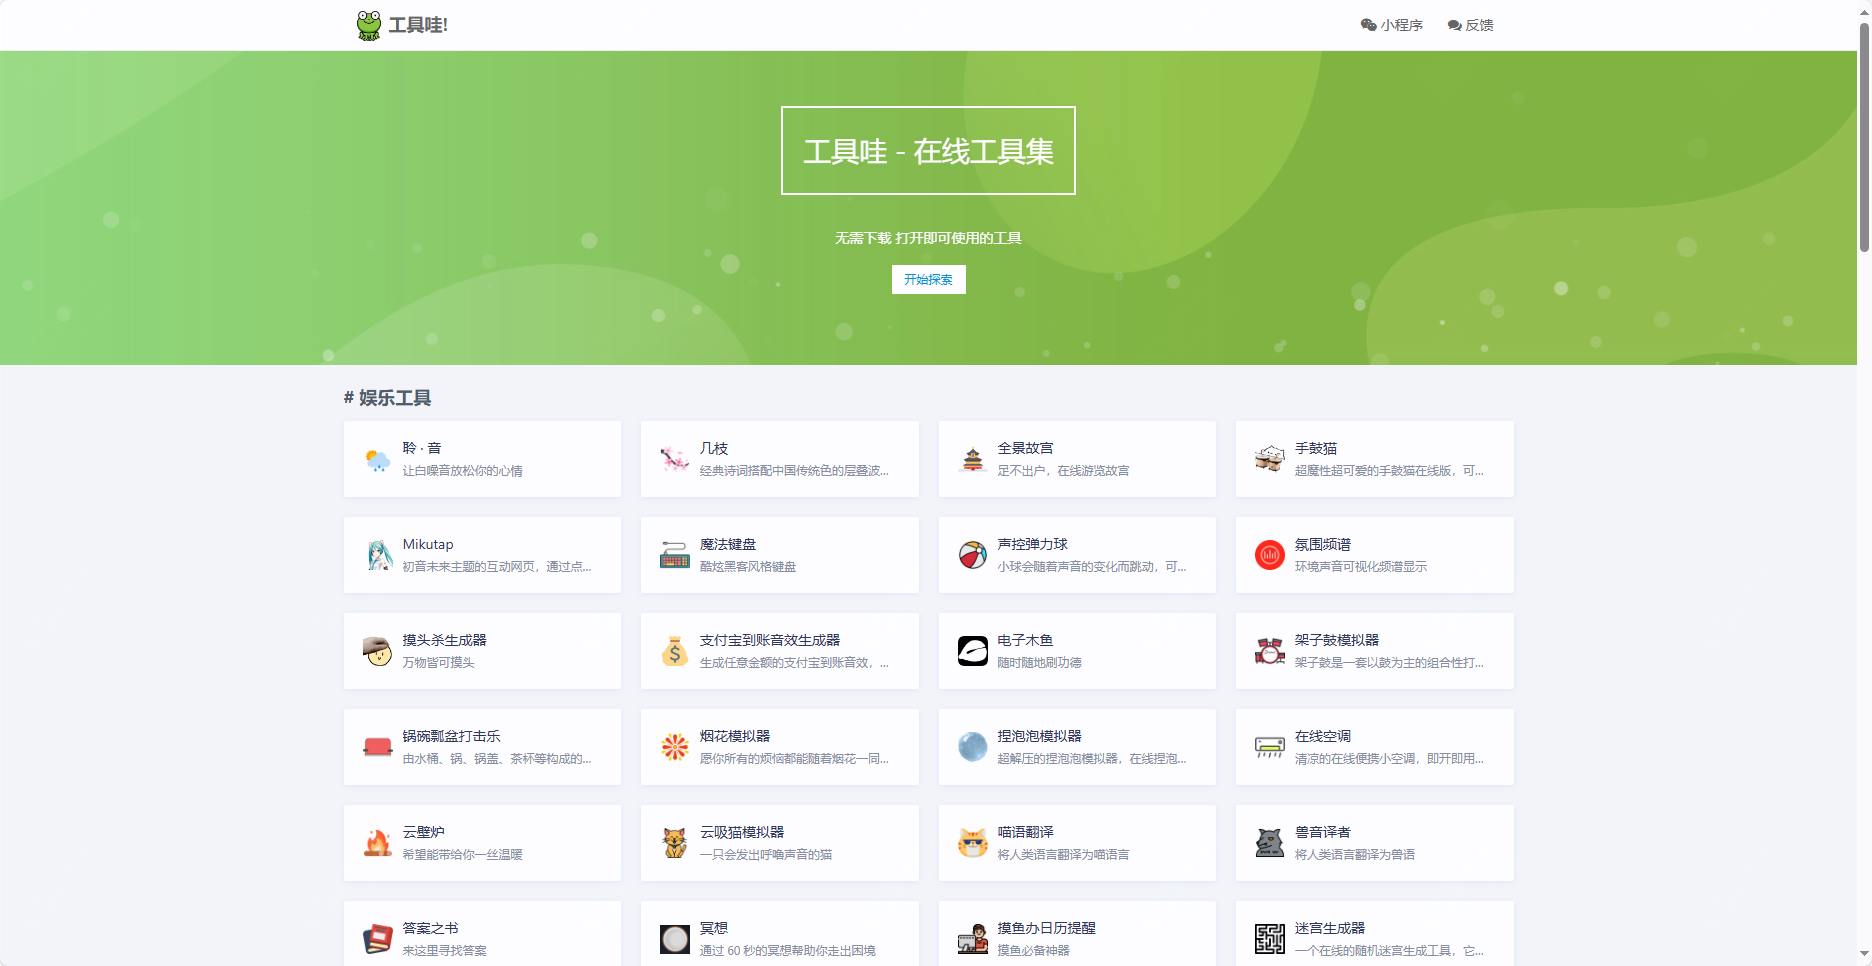 工具哇!
小程序
反馈
工具哇 - 在线工具集
无需下载 打开即可使用的工具
开始探索
# 娱乐工具
聆 · 音
让白噪音放松你的心情
几枝
经典诗词搭配中国传统色的层叠波...
全景故宫
足不出户，在线游览故宫
手鼓猫
超魔性超可爱的手鼓猫在线版，可...
Mikutap
初音未来主题的互动网页，通过点...
魔法键盘
酷炫黑客风格键盘
声控弹力球
小球会随着声音的变化而跳动，可...
氛围频谱
环境声音可视化频谱显示
摸头杀生成器
万物皆可摸头
支付宝到账音效生成器
生成任意金额的支付宝到账音效，...
电子木鱼
随时随地刷功德
架子鼓模拟器
架子鼓是一套以鼓为主的组合性打...
锅碗瓢盆打击乐
由水桶、锅、锅盖、茶杯等构成的...
烟花模拟器
愿你所有的烦恼都能随着烟花一同...
捏泡泡模拟器
超解压的捏泡泡模拟器，在线捏泡...
在线空调
清凉的在线便携小空调，即开即用...
云壁炉
希望能带给你一丝温暖
云吸猫模拟器
一只会发出呼噜声音的猫
喵语翻译
将人类语言翻译为喵语言
兽音译者
将人类语言翻译为兽语
答案之书
来这里寻找答案
冥想
通过 60 秒的冥想帮助你走出困境
摸鱼办日历提醒
摸鱼必备神器
迷宫生成器
一个在线的随机迷宫生成工具，它...